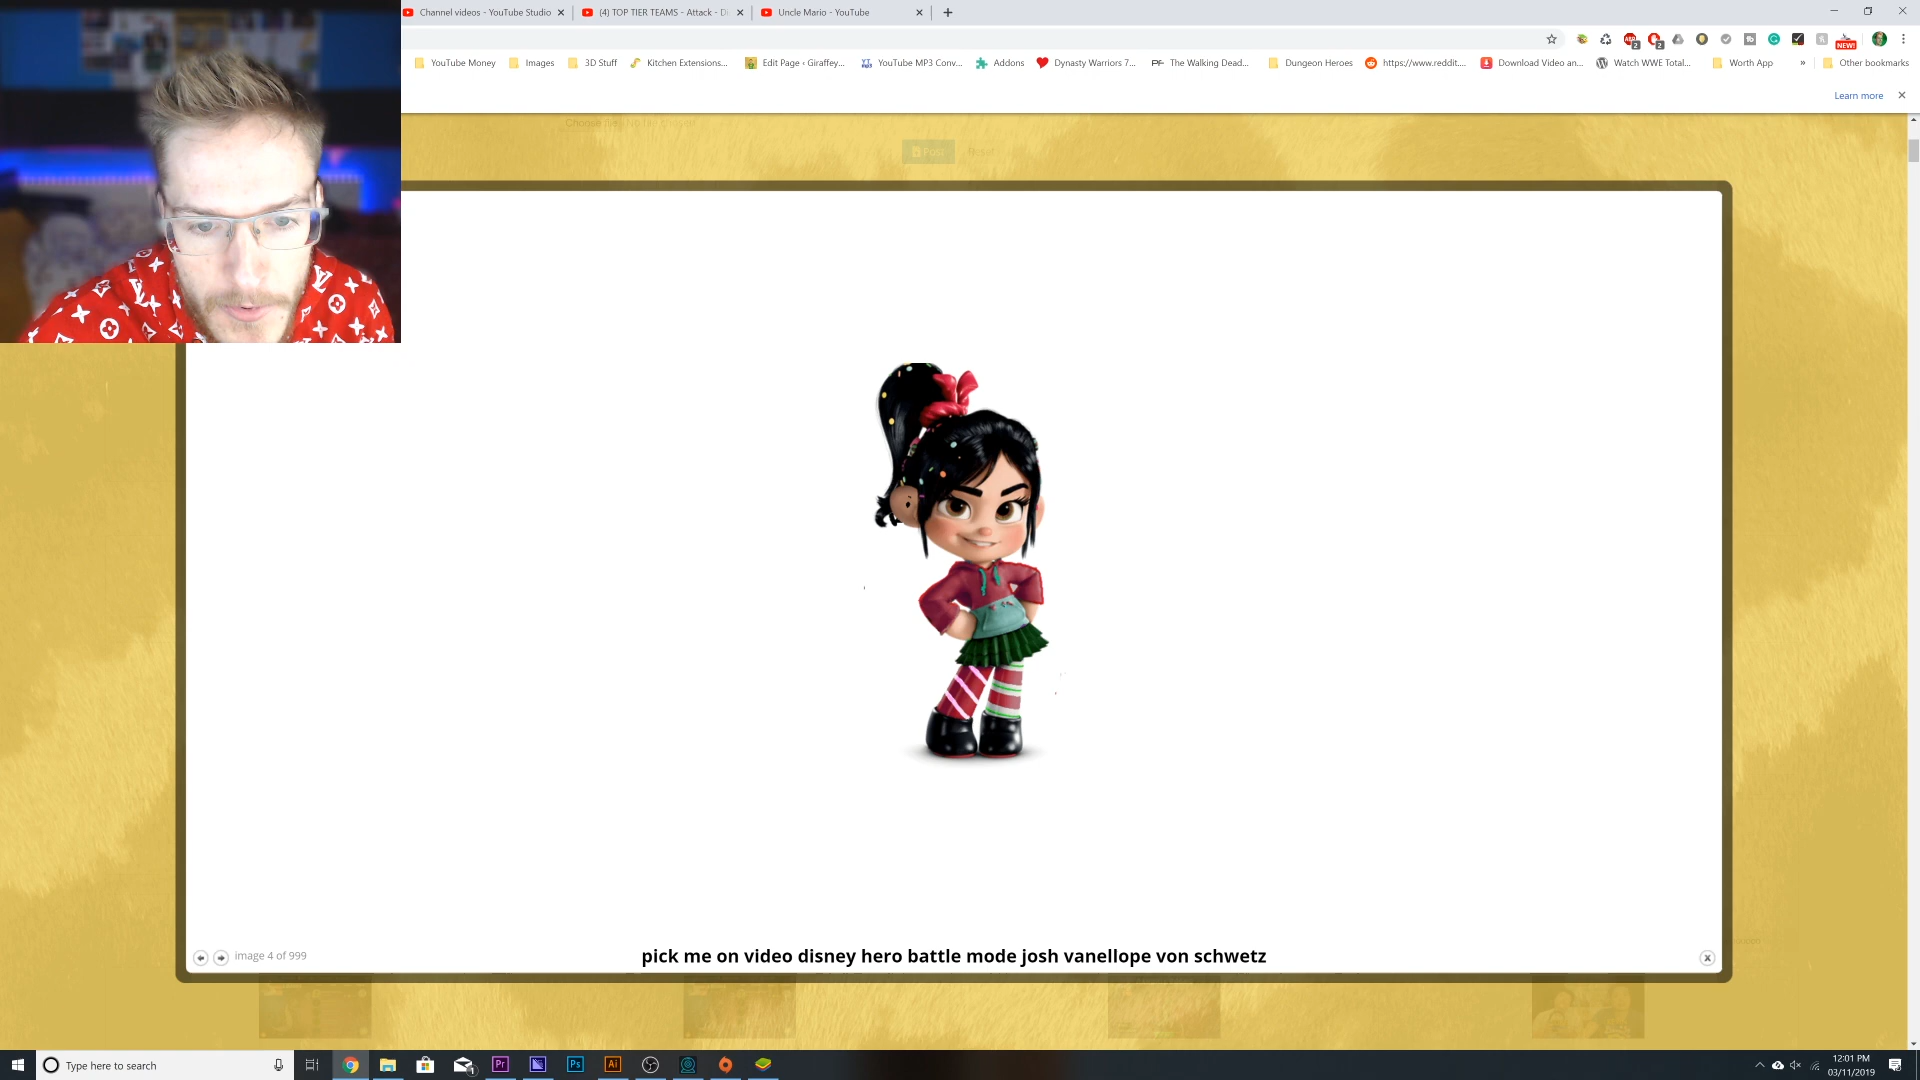 Channel videos - YouTube Studio
(4) TOP TIER TEAMS - Attack - Di
Uncle Mario - YouTube
YouTube Money
Images
3D Stuff
Kitchen Extensions...
Edit Page ‹ Giraffey...
YouTube MP3 Conv...
Addons
Dynasty Warriors 7...
The Walking Dead...
Dungeon Heroes
https://www.reddit....
Download Video an...
Watch WWE Total...
Worth App
»
Other bookmarks
Learn more
Post
Reset
image 4 of 999
pick me on video disney hero battle mode josh vanellope von schwetz
Type here to search
12:01 PM
03/11/2019